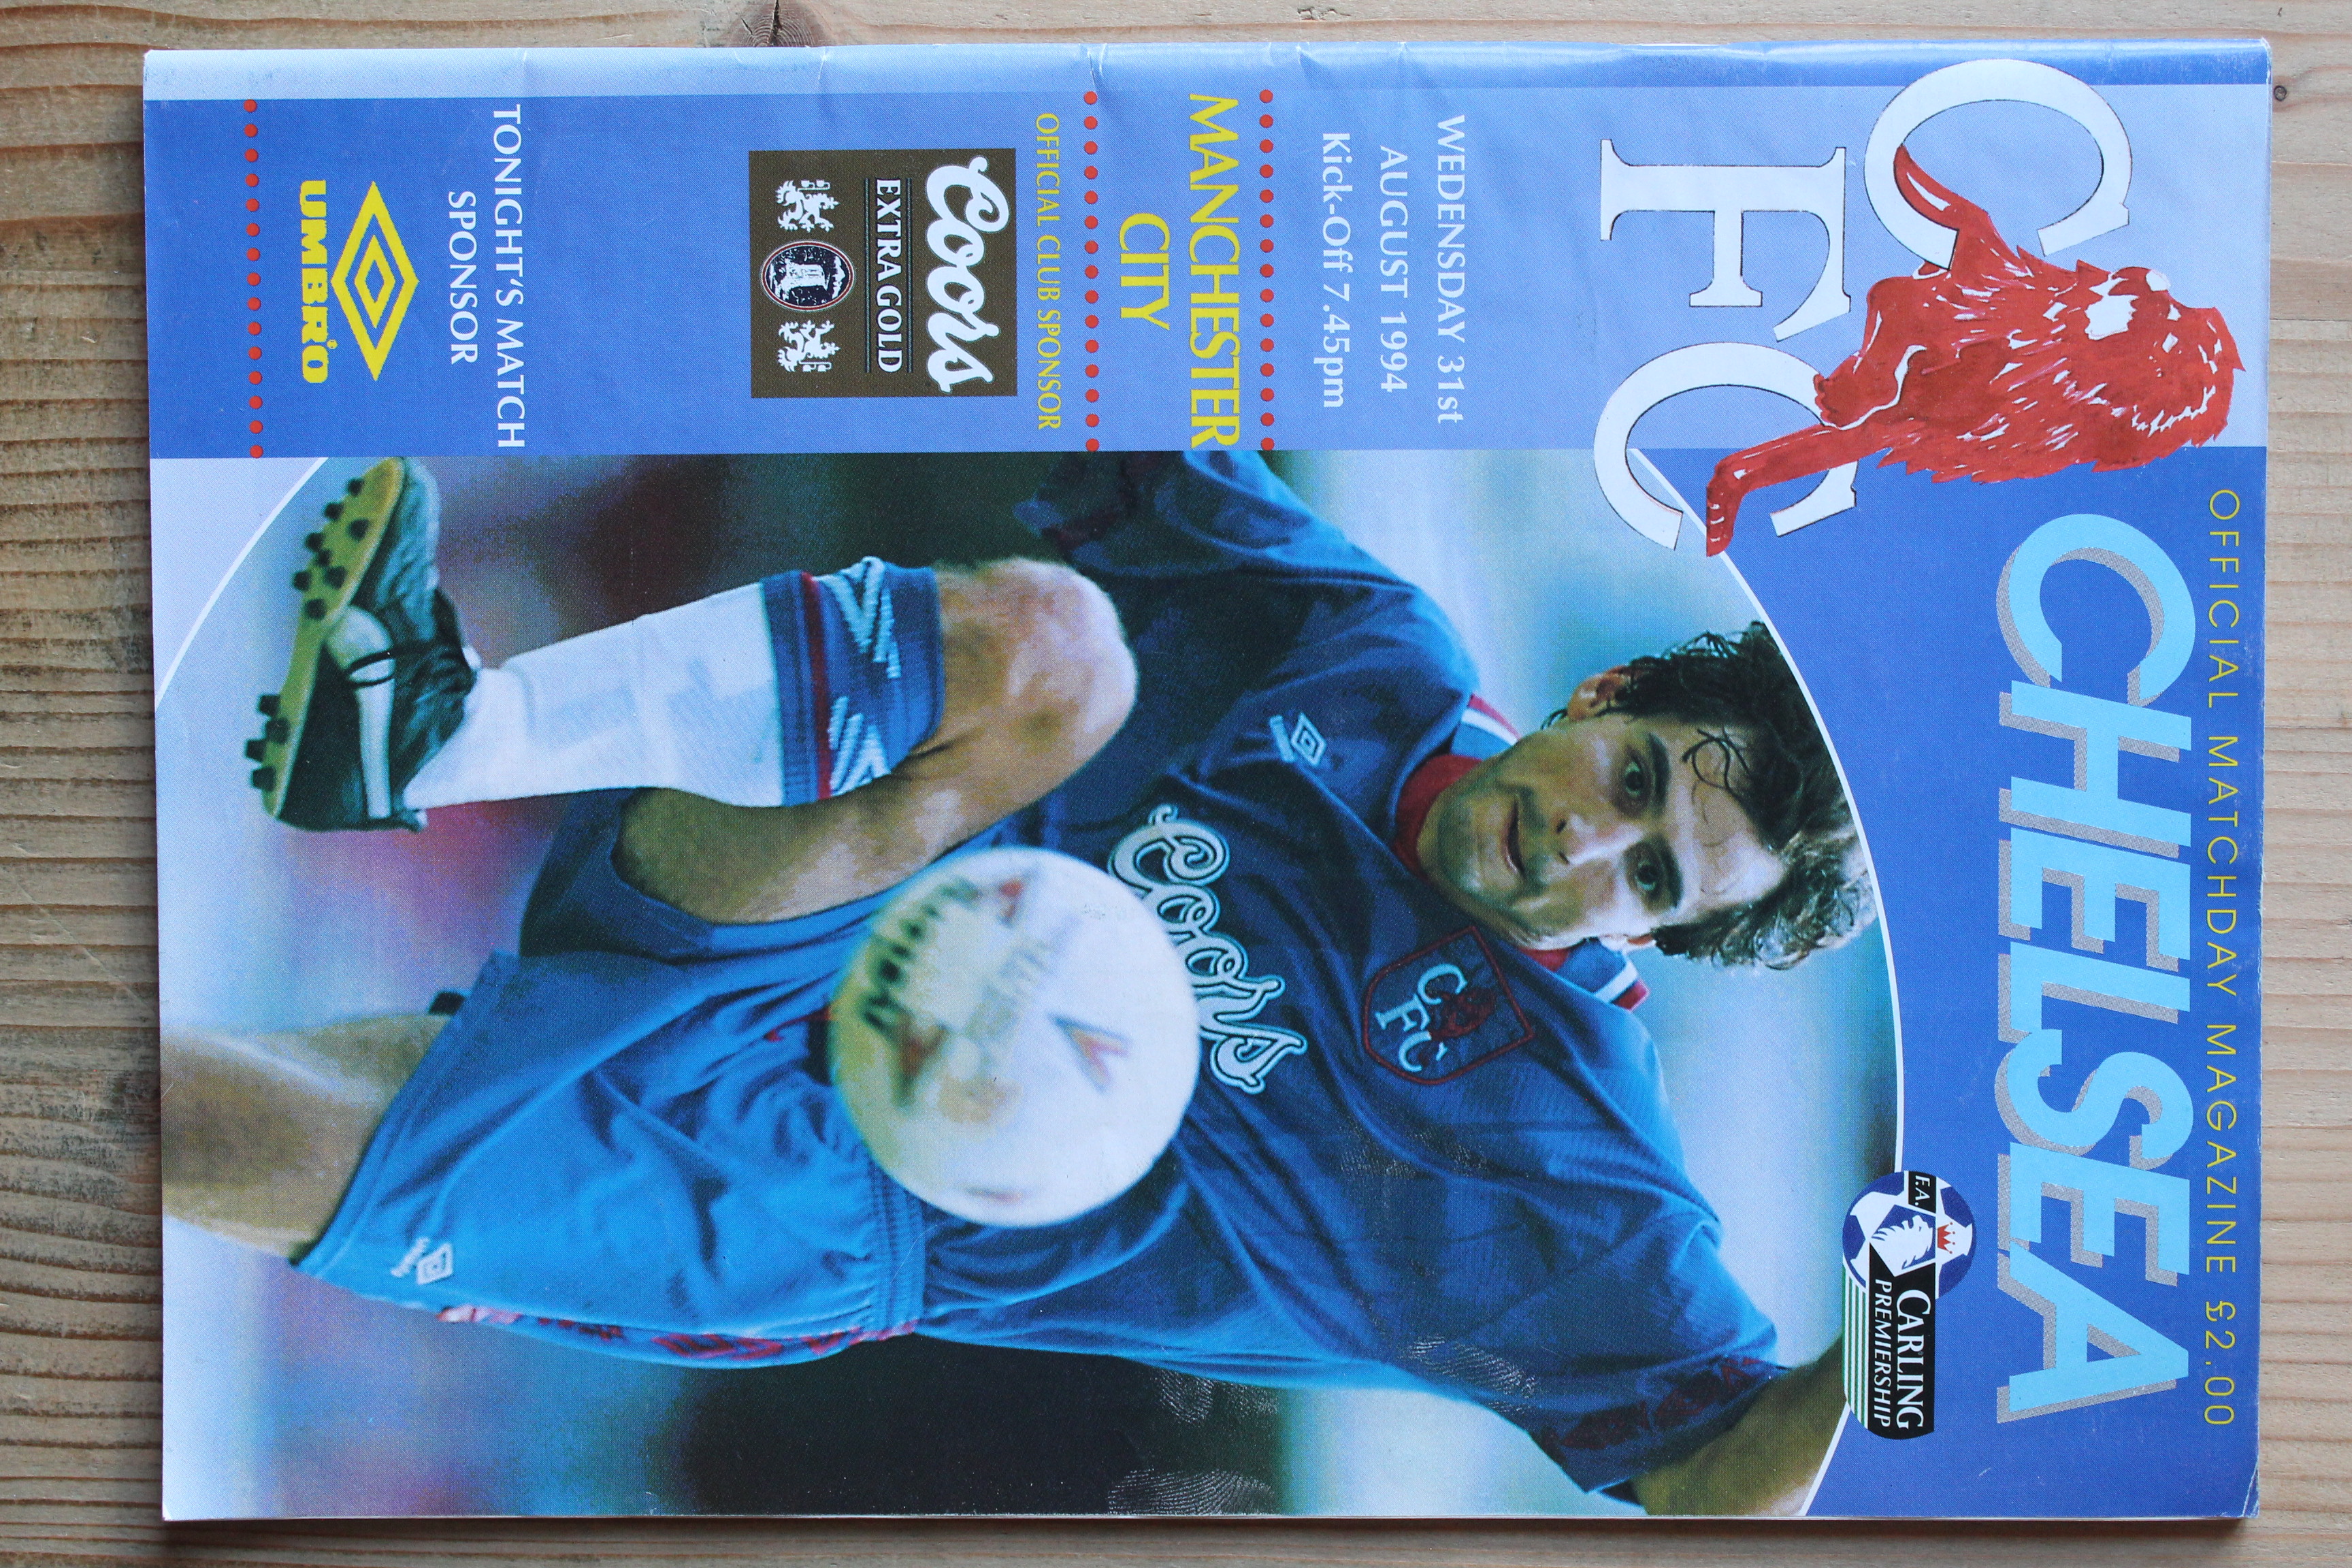 OFFICIAL MATCHDAY MAGAZINE £2.00
CHELSEA
CFC
F.A.
CARLING
PREMIERSHIP
WEDENSDAY 31st
AUGUST 1994
Kick-Off 7.45pm
MANCHESTER
CITY
OFFICIAL CLUB SPONSOR
Coors
EXTRA GOLD
TONIGHT'S MATCH
SPONSOR
UMBRO
CFC
Coors